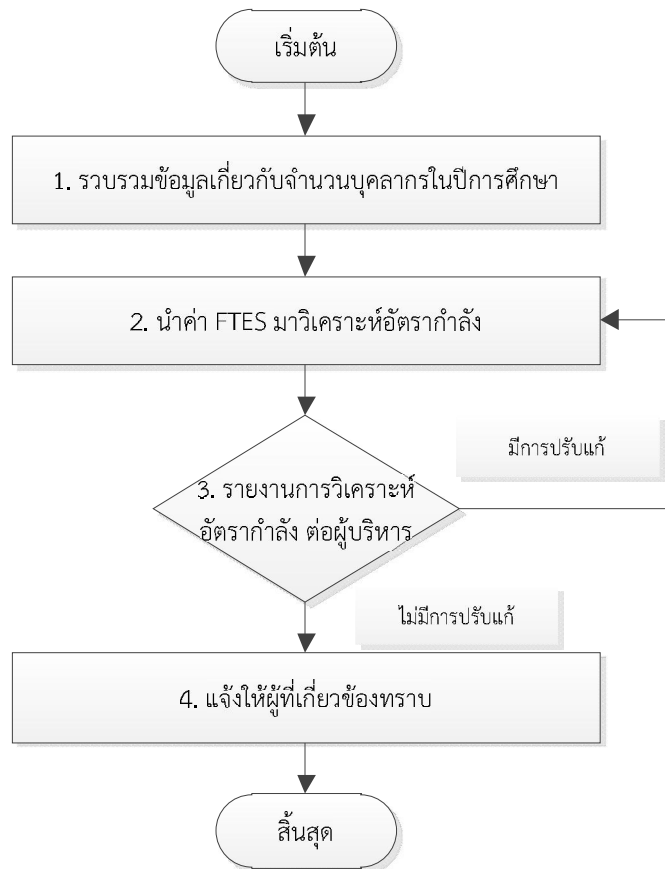 เริ่มต้น
1. รวบรวมข้อมูลเกี่ยวกับจำนวนบุคลากรในปีการศึกษา
2. นำค่า FTES มาวิเคราะห์อัตรากำลัง
มีการปรับแก้
3. รายงานการวิเคราะห์
อัตรากำลัง ต่อผู้บริหาร
ไม่มีการปรับแก้
4. แจ้งให้ผู้ที่เกี่ยวข้องทราบ
สิ้นสุด